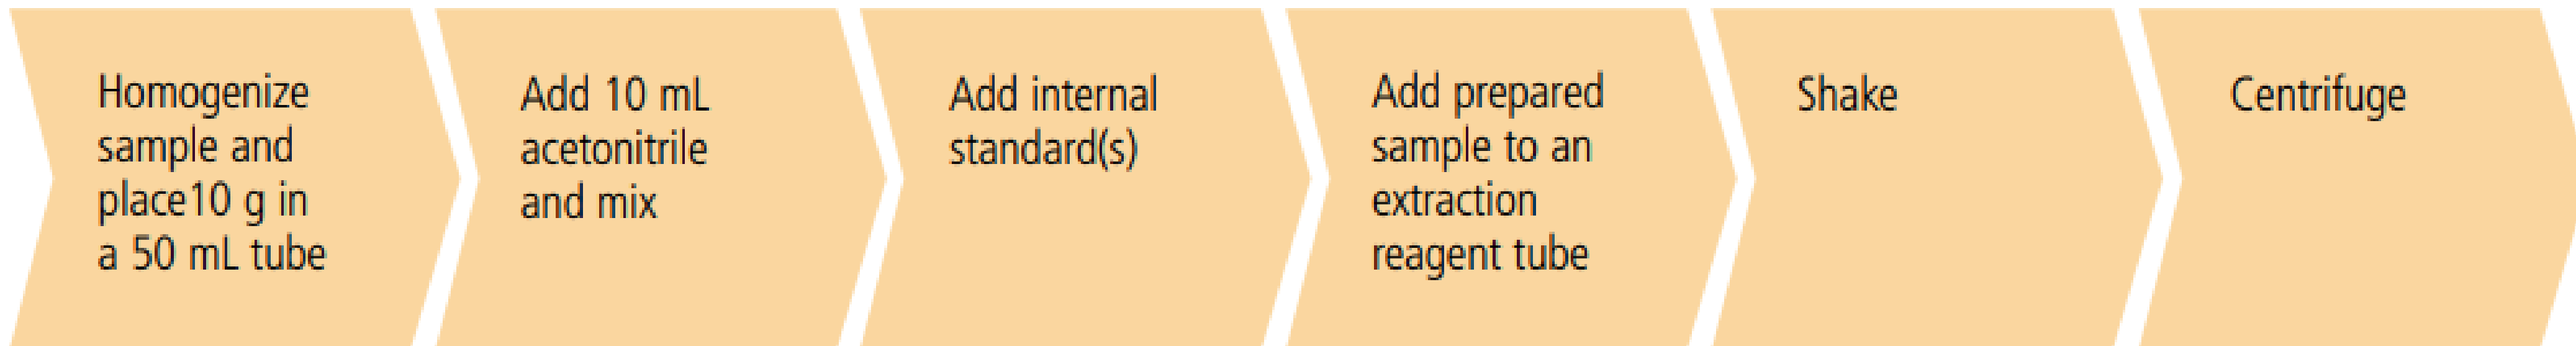 Homogenize
sample and
place10 g in
a 50 mL tube
Add 10 mL
acetonitrile
and mix
Add internal
standard(s)
Add prepared
sample to an
extraction
reagent tube
Shake
Centrifuge